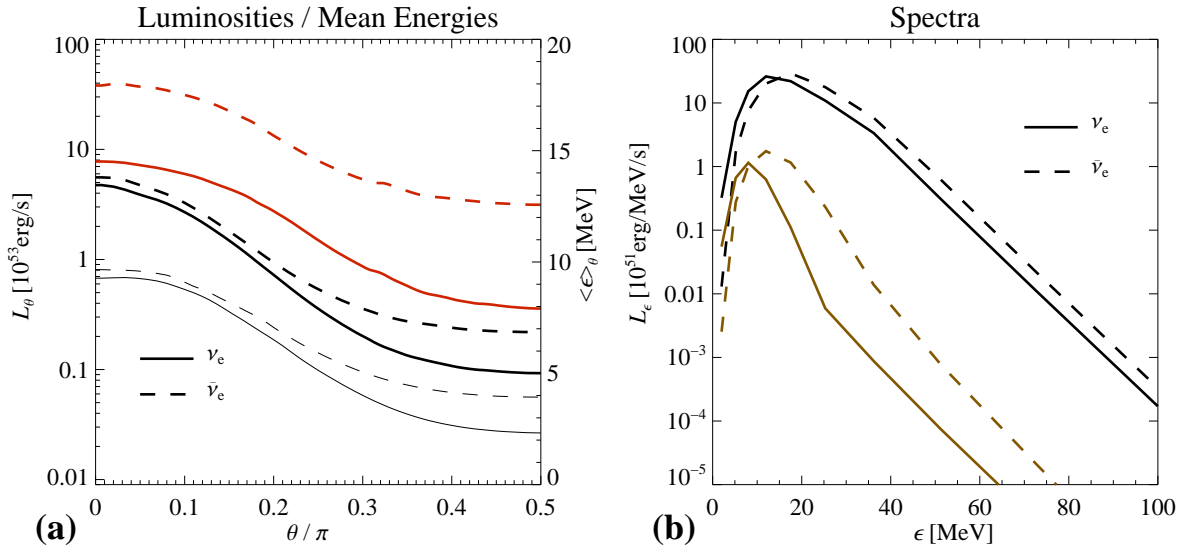 Luminosities / Mean Energies
100
10
1
0.1
0.01
L_θ [10^53 erg/s]
20
15
10
5
0
<ϵ>_θ [MeV]
ν_e
ν̄_e
0
0.1
0.2
0.3
0.4
0.5
θ / π
(a)
Spectra
100
10
1
0.1
0.01
10^−3
10^−4
10^−5
L_ϵ [10^51 erg/MeV/s]
ν_e
ν̄_e
0
20
40
60
80
100
ϵ [MeV]
(b)